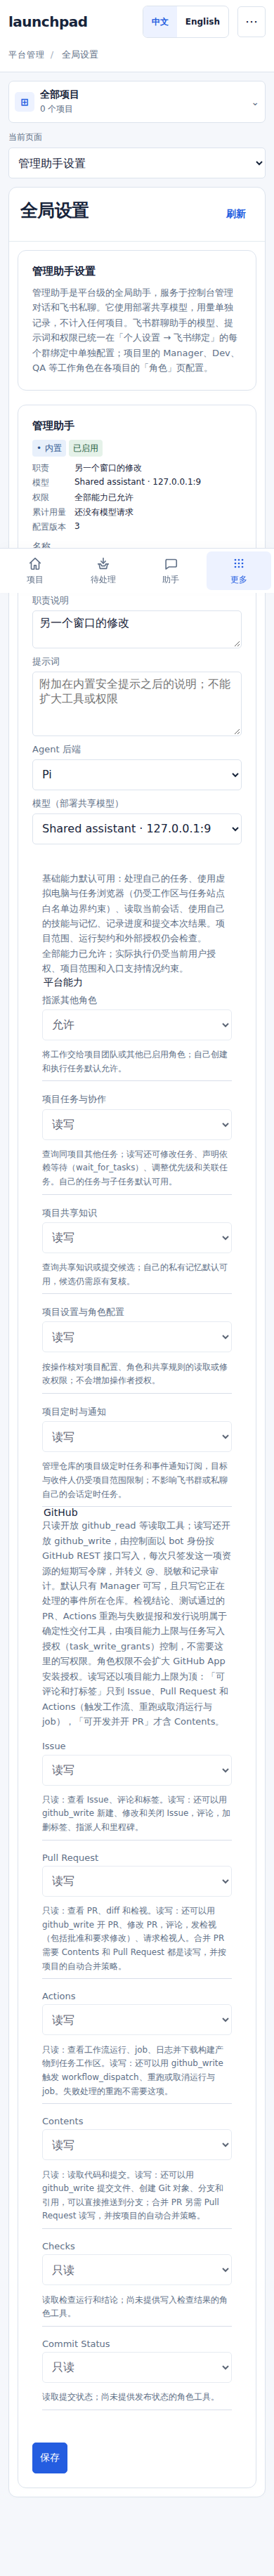 launchpad
中文
English
平台管理 / 全局设置
全部项目
0 个项目
当前页面
管理助手设置
全局设置
刷新
管理助手设置
管理助手是平台级的全局助手，服务于控制台管理
对话和飞书私聊。它使用部署共享模型，用量单独
记录，不计入任何项目。飞书群聊助手的模型、提
示词和权限已统一在「个人设置 → 飞书绑定」的每
个群绑定中单独配置；项目里的 Manager、Dev、
QA 等工作角色在各项目的「角色」页配置。
管理助手
• 内置
已启用
职责 另一个窗口的修改
模型 Shared assistant · 127.0.0.1:9
权限 全部能力已允许
累计用量 还没有模型请求
配置版本 3
名称
项目
待处理
助手
更多
职责说明
另一个窗口的修改
提示词
附加在内置安全提示之后的说明；不能
扩大工具或权限
Agent 后端
Pi
模型（部署共享模型）
Shared assistant · 127.0.0.1:9
基础能力默认可用：处理自己的任务、使用虚
拟电脑与任务浏览器（仍受工作区与任务站点
白名单边界约束）、读取当前会话、使用自己
的技能与记忆、记录进度和提交本次结果。项
目范围、运行契约和外部授权仍会检查。
全部能力已允许；实际执行仍受当前用户授
权、项目范围和入口支持情况约束。
平台能力
指派其他角色
允许
将工作交给项目团队或其他已启用角色；自己创建
和执行任务默认允许。
项目任务与协作
读写
查询同项目其他任务；读写还可修改任务、声明依
赖等待（wait_for_tasks）、调整优先级和关联任
务。自己的任务与子任务默认可用。
项目共享知识
读写
查询共享知识或提交候选；自己的私有记忆默认可
用，候选仍需原有复核。
项目设置与角色配置
读写
按操作核对项目配置、角色和共享规则的读取或修
改权限；不会增加操作者授权。
项目定时与通知
读写
管理仓库的项目级定时任务和事件通知订阅，目标
与收件人仍受项目范围限制；不影响飞书群或私聊
自己的会话定时任务。
GitHub
只读开放 github_read 等读取工具；读写还开
放 github_write，由控制面以 bot 身份按
GitHub REST 接口写入，每次只签发这一项资
源的短期写令牌，并转义 @、脱敏和记录审
计。默认只有 Manager 可写，且只写它正在
处理的事件所在仓库。检视结论、测试通过的
PR、Actions 重跑与失败提报和发行说明属于
确定性交付工具，由项目能力上限与任务写入
授权（task_write_grants）控制，不需要这
里的写权限。角色权限不会扩大 GitHub App
安装授权。读写还以项目能力上限为顶：「可
评论和打标签」只到 Issue、Pull Request 和
Actions（触发工作流、重跑或取消运行与
job），「可开发并开 PR」才含 Contents。
Issue
读写
只读：查看 Issue、评论和标签。读写：还可以用
github_write 新建、修改和关闭 Issue，评论，加
删标签、指派人和里程碑。
Pull Request
读写
只读：查看 PR、diff 和检视。读写：还可以用
github_write 开 PR、修改 PR，评论，发检视
（包括批准和要求修改）、请求检视人。合并 PR
需要 Contents 和 Pull Request 都是读写，并按
项目的自动合并策略。
Actions
读写
只读：查看工作流运行、job、日志并下载构建产
物到任务工作区。读写：还可以用 github_write
触发 workflow_dispatch、重跑或取消运行与
job。失败处理的重跑不需要这项。
Contents
读写
只读：读取代码和提交。读写：还可以用
github_write 提交文件、创建 Git 对象、分支和
引用，可以直接推送到分支；合并 PR 另需 Pull
Request 读写，并按项目的自动合并策略。
Checks
只读
读取检查运行和结论；尚未提供写入检查结果的角
色工具。
Commit Status
只读
读取提交状态；尚未提供发布状态的角色工具。
保存